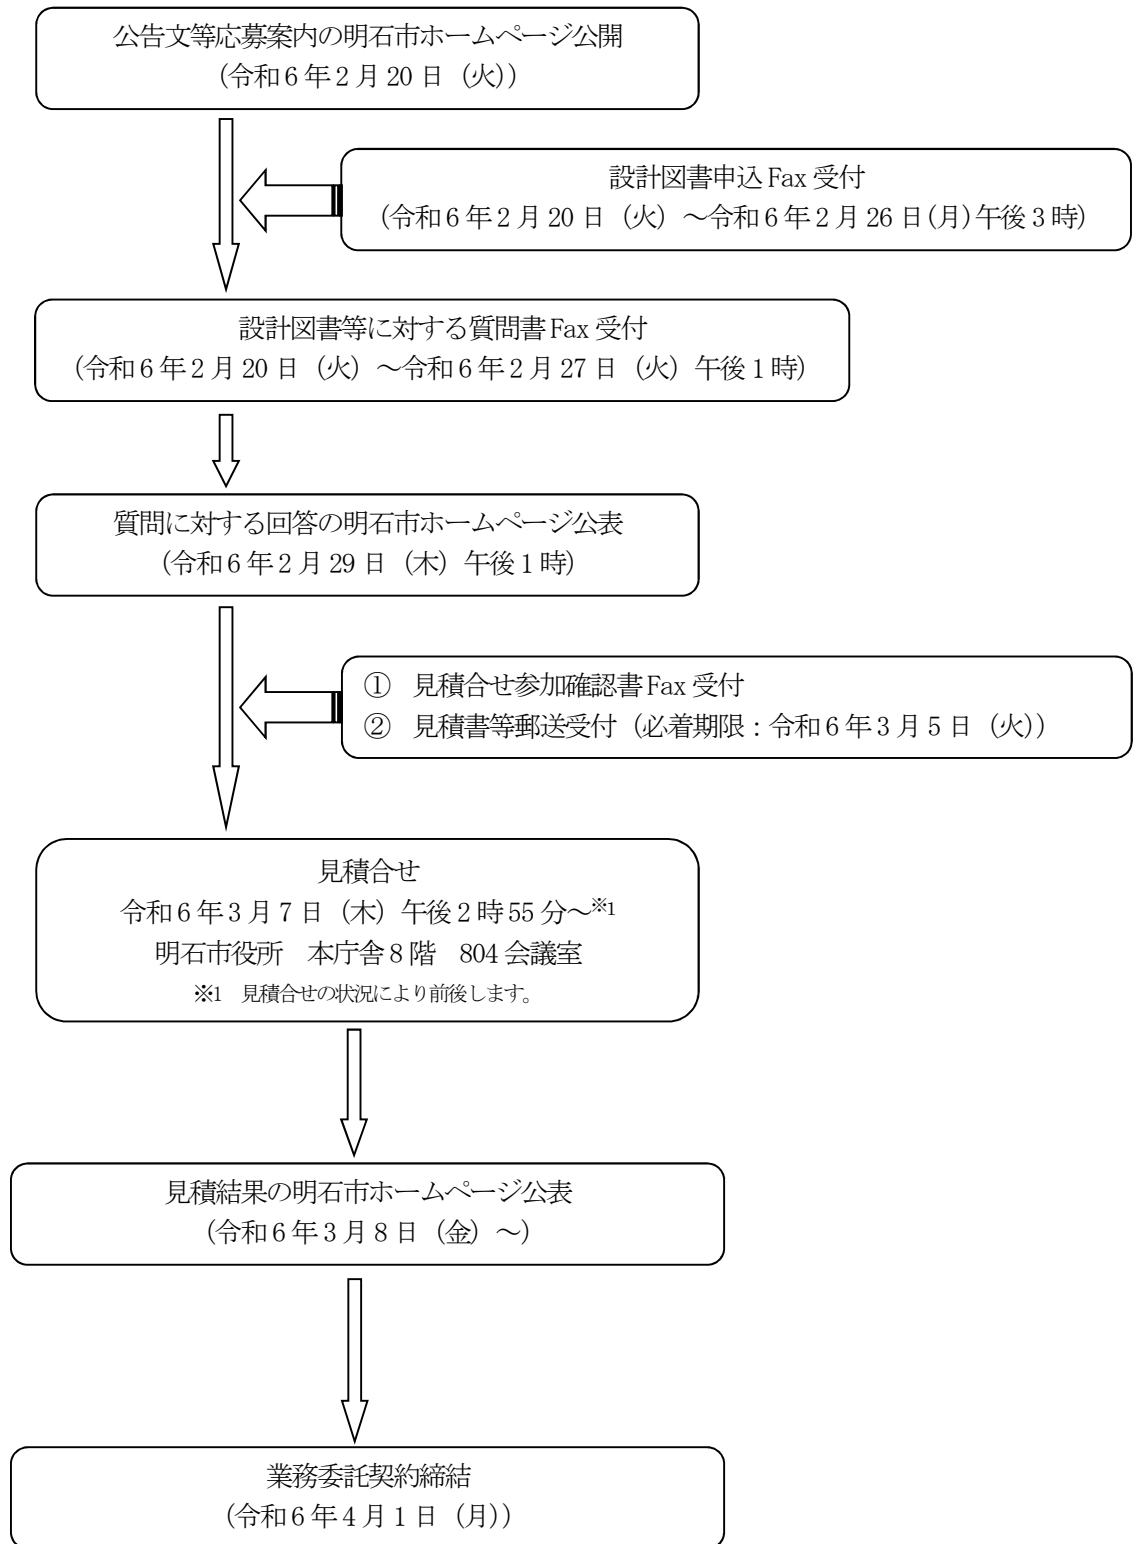 公告文等応募案内の明石市ホームページ公開
(令和6年2月20日(火))
設計図書申込Fax受付
(令和6年2月20日(火)~令和6年2月26日(月)午後3時)
設計図書等に対する質問書Fax受付
(令和6年2月20日(火)~令和6年2月27日(火)午後1時)
質問に対する回答の明石市ホームページ公表
(令和6年2月29日(木)午後1時)
① 見積合せ参加確認書Fax受付
② 見積書等郵送受付(必着期限:令和6年3月5日(火))
見積合せ
令和6年3月7日(木)午後2時55分~※1
明石市役所 本庁舎8階 804会議室
※1 見積合せの状況により前後します。
見積結果の明石市ホームページ公表
(令和6年3月8日(金)~)
業務委託契約締結
(令和6年4月1日(月))